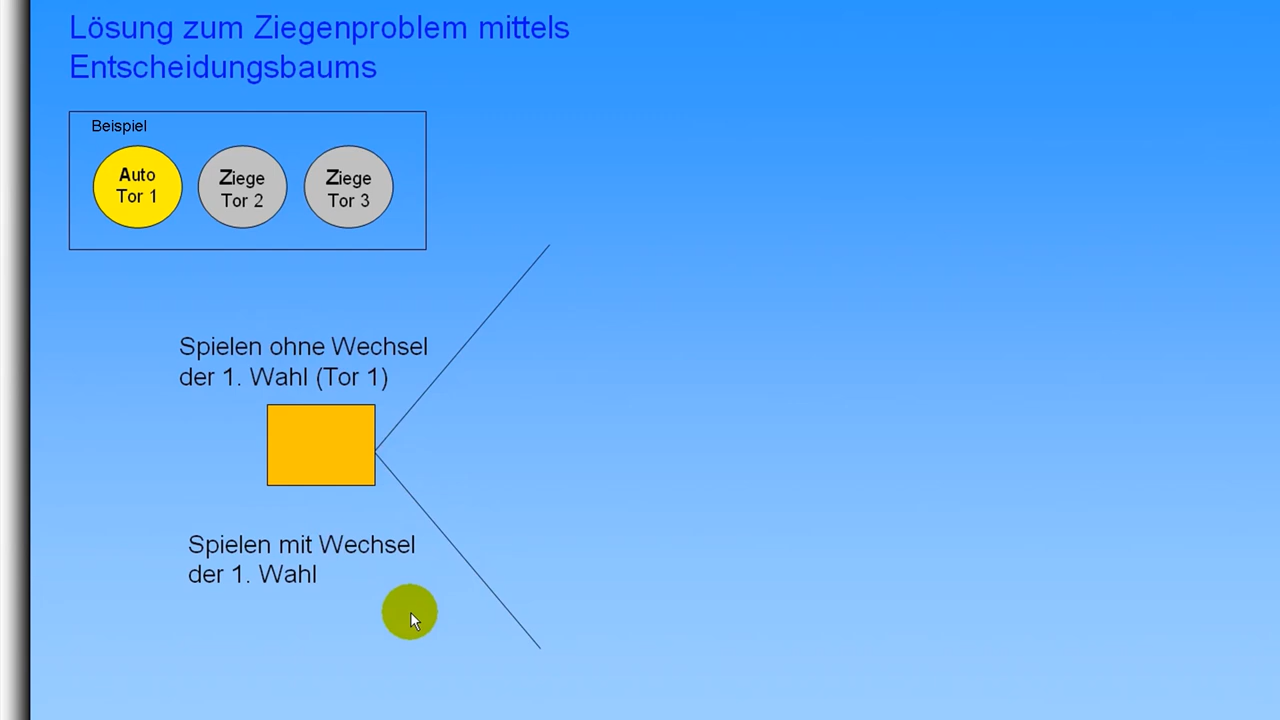 Lösung zum Ziegenproblem mittels
Entscheidungsbaums
Beispiel
Auto
Tor 1
Ziege
Tor 2
Ziege
Tor 3
Spielen ohne Wechsel
der 1. Wahl (Tor 1)
Spielen mit Wechsel
der 1. Wahl